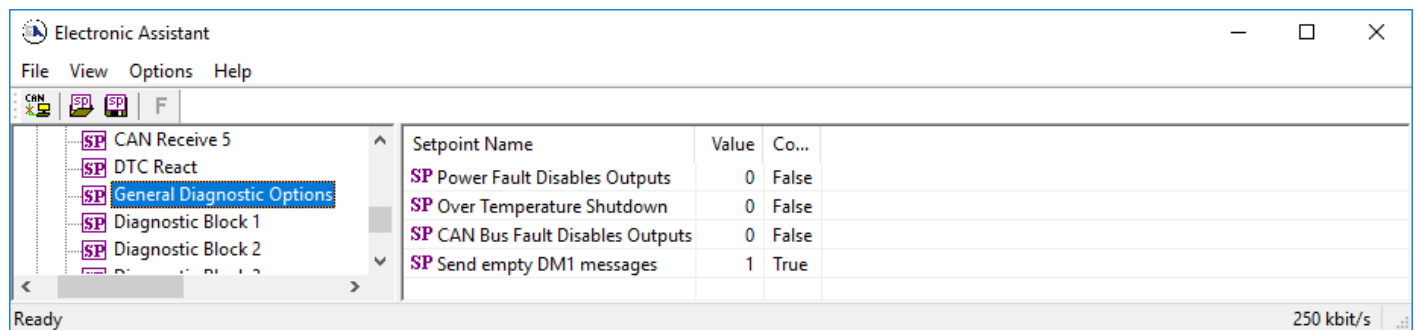 Electronic Assistant
File View Options Help
CAN SP SP F
SP CAN Receive 5
SP DTC React
SP General Diagnostic Options
SP Diagnostic Block 1
SP Diagnostic Block 2
Setpoint Name Value Co...
SP Power Fault Disables Outputs 0 False
SP Over Temperature Shutdown 0 False
SP CAN Bus Fault Disables Outputs 0 False
SP Send empty DM1 messages 1 True
Ready 250 kbit/s